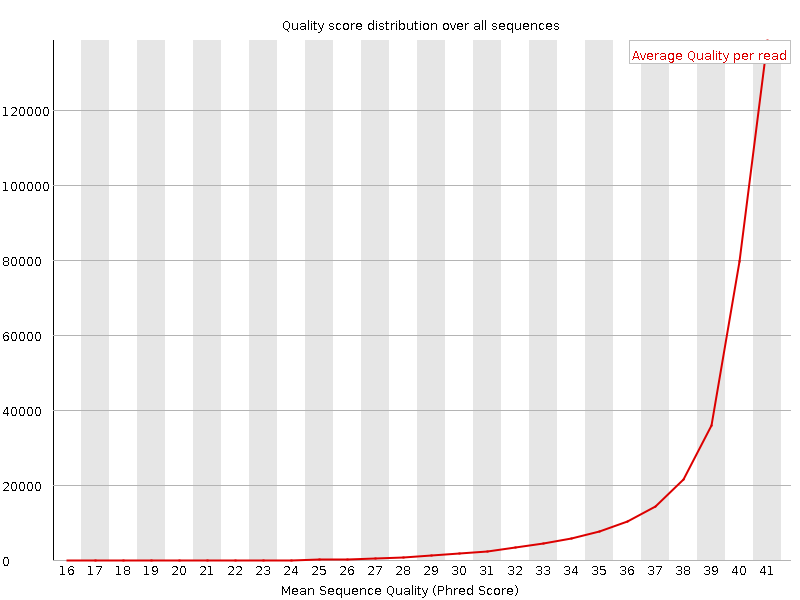 Quality score distribution over all sequences
Average Quality per read
120000
100000
80000
60000
40000
20000
0
16 17 18 19 20 21 22 23 24 25 26 27 28 29 30 31 32 33 34 35 36 37 38 39 40 41
Mean Sequence Quality (Phred Score)